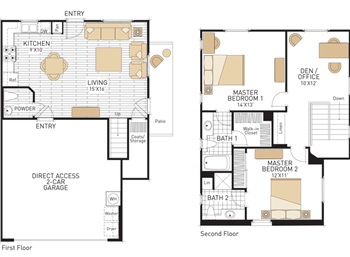 ENTRY
KITCHEN
9'X10'
LIVING
15'X16'
POWDER
ENTRY
Up
Coats/
Storage
Patio
DIRECT ACCESS
2-CAR
GARAGE
WH
Washer
Dryer
First Floor
MASTER
BEDROOM 1
14'X13'
DEN /
OFFICE
10'X12'
Down
BATH 1
Walk-in
Closet
Linen
MASTER
BEDROOM 2
12'X11'
Lin
BATH 2
Second Floor